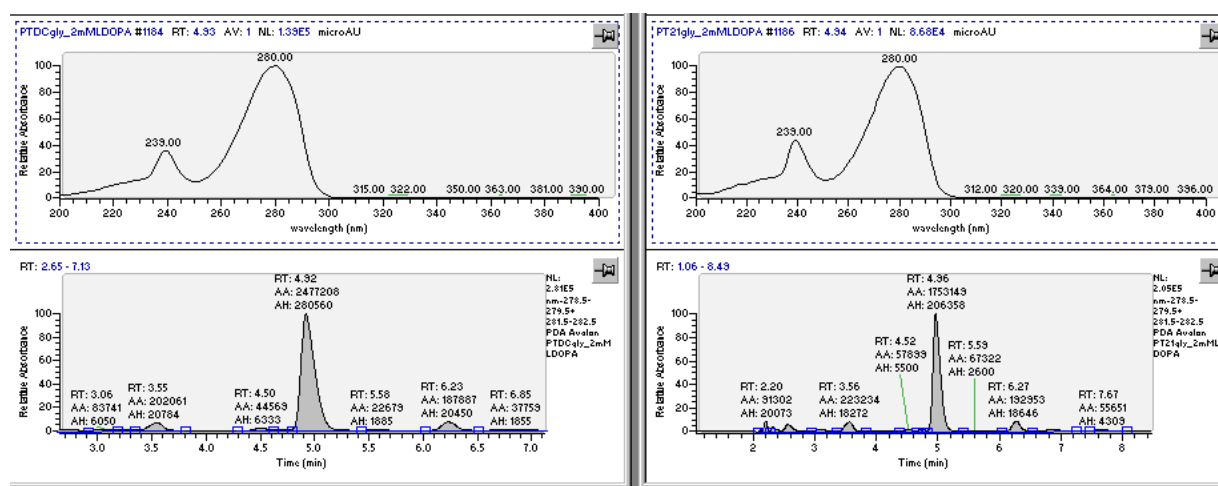 PTDCgly_2mMLDOPA #1184 RT: 4.93 AV: 1 NL: 1.39E5 microAU
280.00
239.00
315.00 322.00 350.00 363.00 381.00 390.00
100
80
60
40
20
0
Relative Absorbance
200 220 240 260 280 300 320 340 360 380 400
wavelength (nm)
RT: 2.65 - 7.13
RT: 4.92
AA: 2477208
AH: 280560
RT: 3.06
AA: 83741
AH: 6050
RT: 3.55
AA: 202061
AH: 20784
RT: 4.50
AA: 44569
AH: 6333
RT: 5.58
AA: 22679
AH: 1885
RT: 6.23
AA: 187887
AH: 20450
RT: 6.85
AA: 37759
AH: 1855
100
80
60
40
20
0
Relative Absorbance
3.0 3.5 4.0 4.5 5.0 5.5 6.0 6.5 7.0
Time (min)
NL:
2.81E5
nm=278.5-
279.5+
281.5-282.5
PDA Avalon
PTDCgly_2mM
LDOPA
PT21gly_2mMLDOPA #1186 RT: 4.94 AV: 1 NL: 8.68E4 microAU
280.00
239.00
312.00 320.00 339.00 364.00 379.00 396.00
100
80
60
40
20
0
Relative Absorbance
200 220 240 260 280 300 320 340 360 380 400
wavelength (nm)
RT: 1.06 - 8.49
RT: 4.96
AA: 1753149
AH: 206358
RT: 4.52
AA: 57899
AH: 5500
RT: 5.59
AA: 67322
AH: 2600
RT: 2.20
AA: 91302
AH: 20073
RT: 3.56
AA: 223234
AH: 18272
RT: 6.27
AA: 192953
AH: 18646
RT: 7.67
AA: 55651
AH: 4309
100
80
60
40
20
0
Relative Absorbance
2 3 4 5 6 7 8
Time (min)
NL:
2.05E5
nm=278.5-
279.5+
281.5-282.5
PDA Avalon
PT21gly_2mML
DOPA